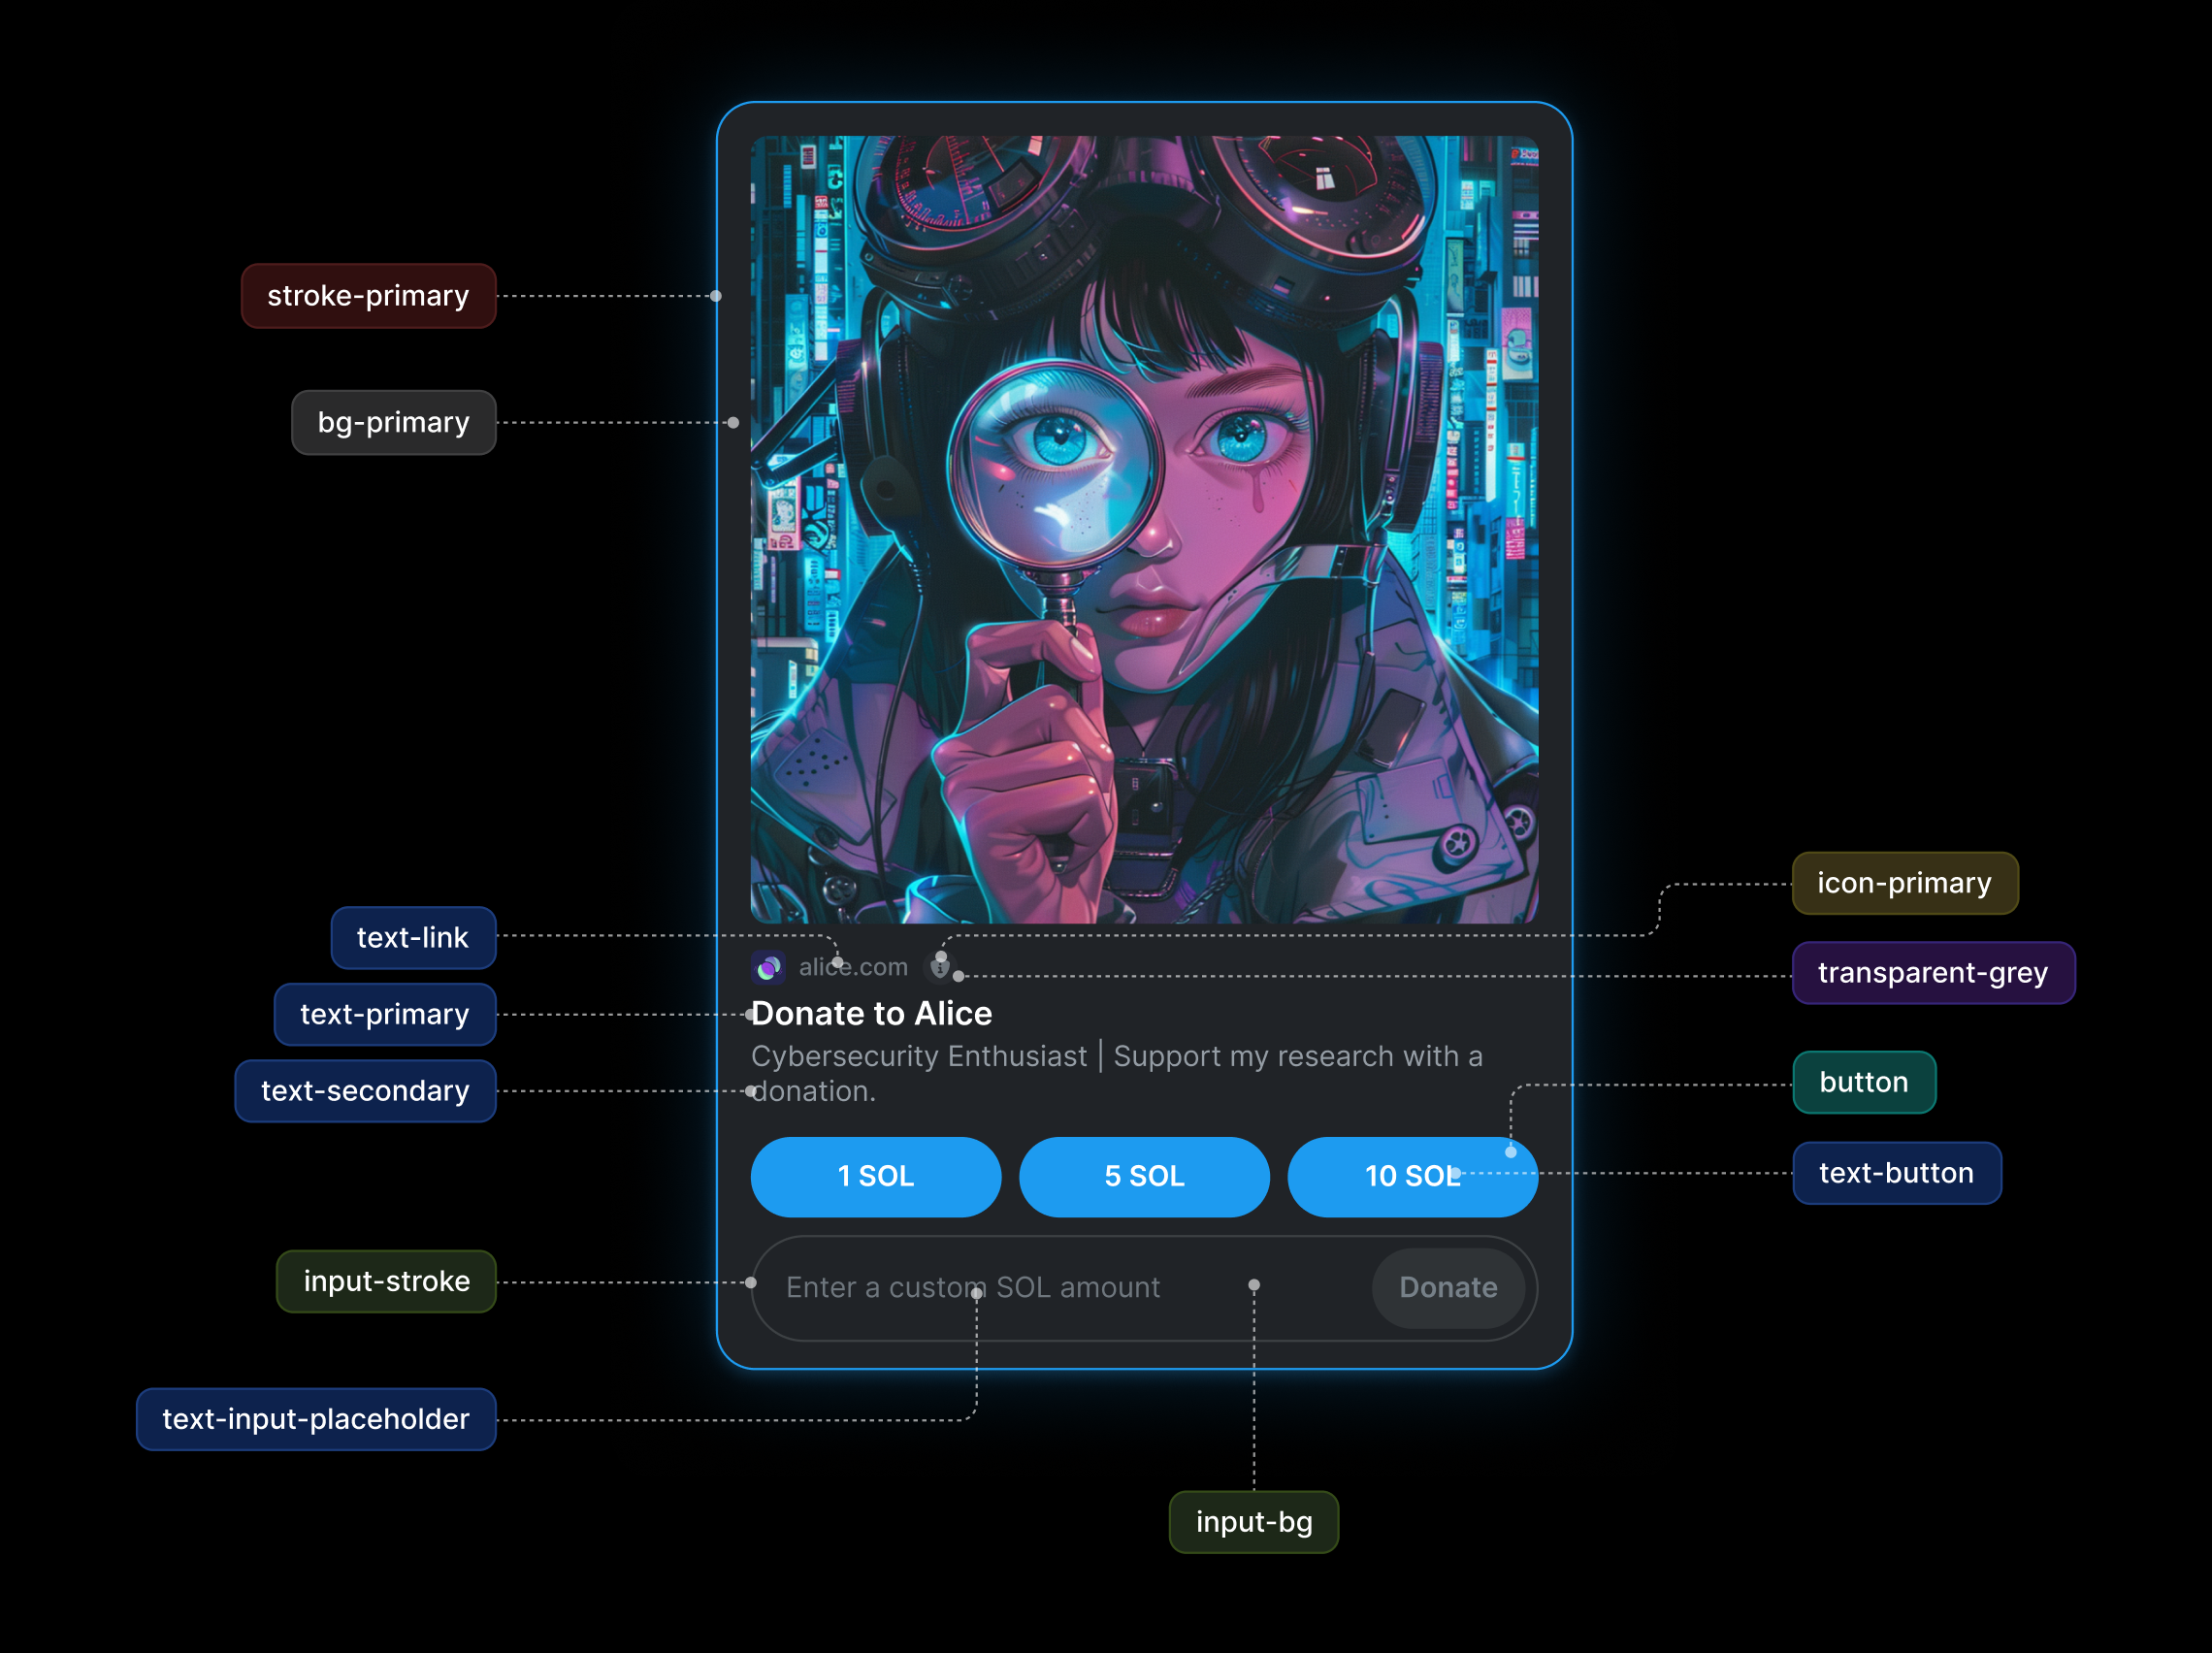 stroke-primary
bg-primary
icon-primary
text-link
alice.com
transparent-grey
text-primary
Donate to Alice
Cybersecurity Enthusiast | Support my research with a
text-secondary
donation.
button
1 SOL
5 SOL
10 SOL
text-button
input-stroke
Enter a custom SOL amount
Donate
text-input-placeholder
input-bg